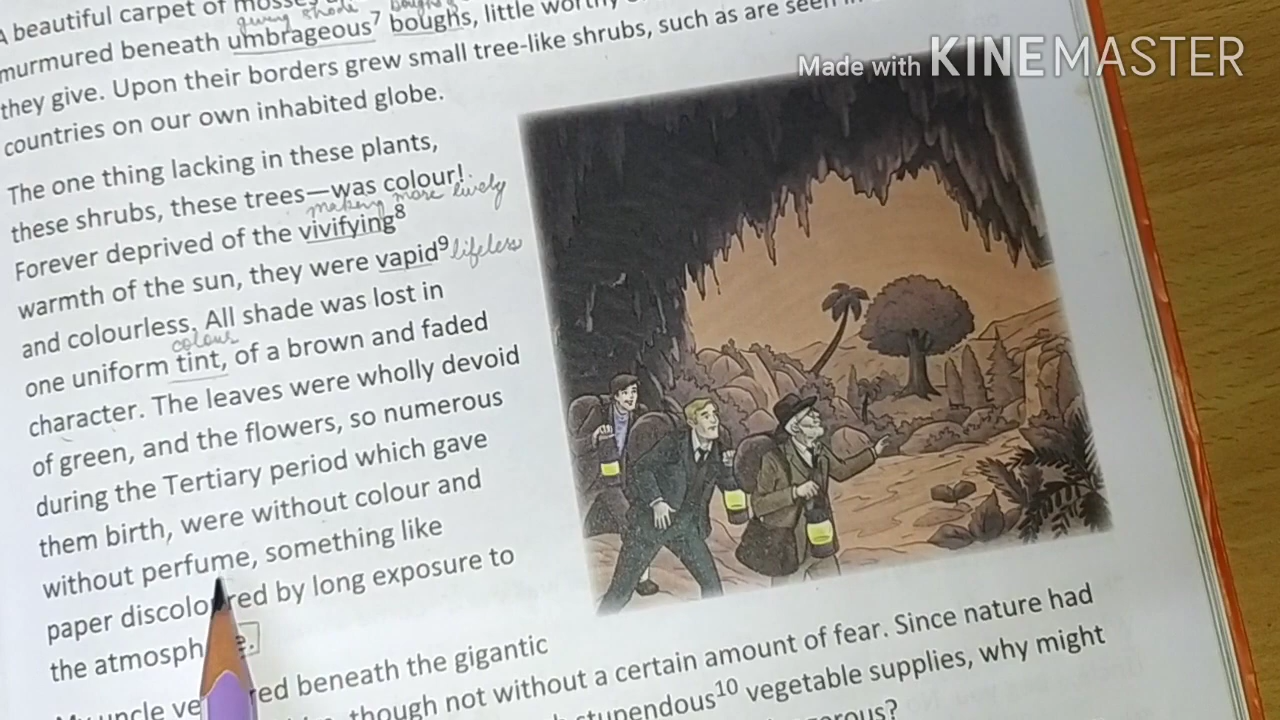 A beautiful carpet of mosses
giving shade boughs
murmured beneath umbrageous⁷ boughs, little worthy
they give. Upon their borders grew small tree-like shrubs, such as are seen in
countries on our own inhabited globe.
Made with KINEMASTER
The one thing lacking in these plants,
these shrubs, these trees—was colour!
making more lively
Forever deprived of the vivifying⁸
warmth of the sun, they were vapid⁹ lifeless
and colourless. All shade was lost in
colour
one uniform tint, of a brown and faded
character. The leaves were wholly devoid
of green, and the flowers, so numerous
during the Tertiary period which gave
them birth, were without colour and
without perfume, something like
paper discoloured by long exposure to
the atmosphere.
My uncle ventured beneath the gigantic
though not without a certain amount of fear. Since nature had
stupendous¹⁰ vegetable supplies, why might